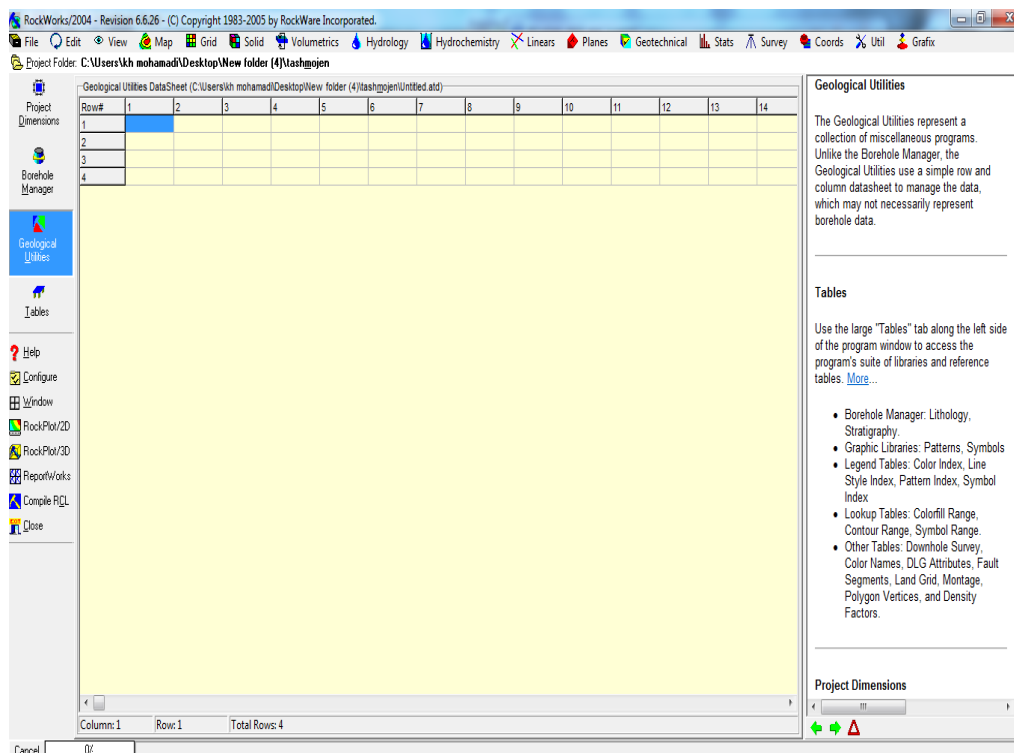 RockWorks/2004 - Revision 6.6.26 - (C) Copyright 1983-2005 by RockWare Incorporated.
File Edit View Map Grid Solid Volumetrics Hydrology Hydrochemistry Linears Planes Geotechnical Stats Survey Coords Util Grafix
Project Folder: C:\Users\kh mohamadi\Desktop\New folder (4)\tashmojen
Project
Dimensions
Borehole
Manager
Geological
Utilities
Tables
Help
Configure
Window
RockPlot/2D
RockPlot/3D
ReportWorks
Compile RCL
Close
Geological Utilities DataSheet (C:\Users\kh mohamadi\Desktop\New folder (4)\tashmojen\Untitled.atd)
Row# 1 2 3 4 5 6 7 8 9 10 11 12 13 14
1
2
3
4
Column: 1 Row: 1 Total Rows: 4
Geological Utilities
The Geological Utilities represent a
collection of miscellaneous programs.
Unlike the Borehole Manager, the
Geological Utilities use a simple row and
column datasheet to manage the data,
which may not necessarily represent
borehole data.
Tables
Use the large "Tables" tab along the left side
of the program window to access the
program's suite of libraries and reference
tables. More...
• Borehole Manager: Lithology,
Stratigraphy.
• Graphic Libraries: Patterns, Symbols
• Legend Tables: Color Index, Line
Style Index, Pattern Index, Symbol
Index
• Lookup Tables: Colorfill Range,
Contour Range, Symbol Range.
• Other Tables: Downhole Survey,
Color Names, DLG Attributes, Fault
Segments, Land Grid, Montage,
Polygon Vertices, and Density
Factors.
Project Dimensions
Cancel 0%